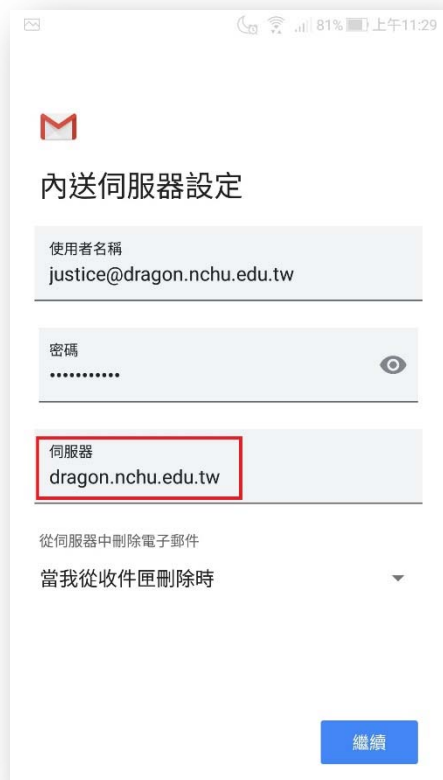 81% 上午11:29
內送伺服器設定
使用者名稱
justice@dragon.nchu.edu.tw
密碼
•••••••••••
伺服器
dragon.nchu.edu.tw
從伺服器中刪除電子郵件
當我從收件匣刪除時
繼續